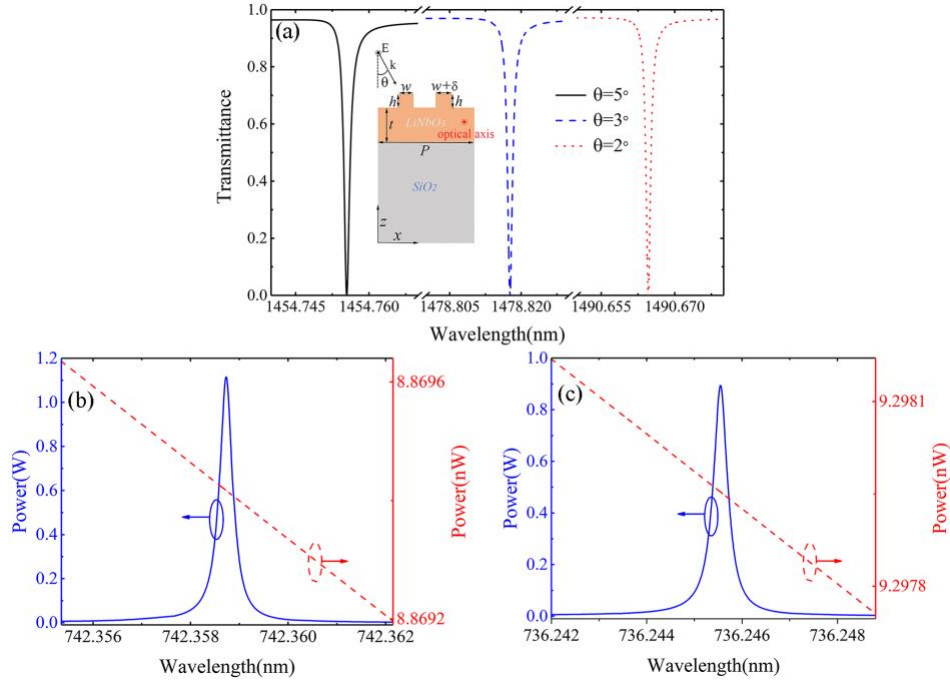 (a)
Transmittance
1.0
0.8
0.6
0.4
0.2
0.0
E
k
θ
w
w+δ
h
h
t
LiNbO3
optical axis
P
SiO2
z
x
θ=5°
θ=3°
θ=2°
1454.745 1454.760 1478.805 1478.820 1490.655 1490.670
Wavelength(nm)
(b)
Power(W)
1.2
1.0
0.8
0.6
0.4
0.2
0.0
8.8696
8.8692
Power(nW)
742.356 742.358 742.360 742.362
Wavelength(nm)
(c)
Power(W)
1.0
0.8
0.6
0.4
0.2
0.0
9.2981
9.2978
Power(nW)
736.242 736.244 736.246 736.248
Wavelength(nm)